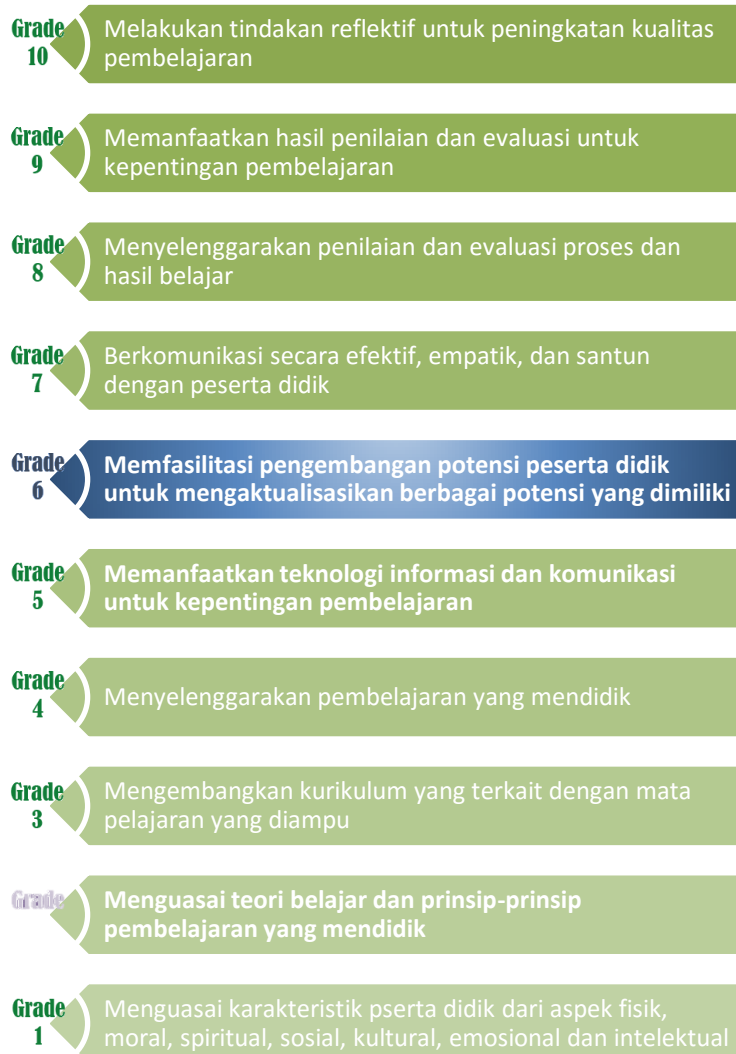 Grade
10
Melakukan tindakan reflektif untuk peningkatan kualitas
pembelajaran
Grade
9
Memanfaatkan hasil penilaian dan evaluasi untuk
kepentingan pembelajaran
Grade
8
Menyelenggarakan penilaian dan evaluasi proses dan
hasil belajar
Grade
7
Berkomunikasi secara efektif, empatik, dan santun
dengan peserta didik
Grade
6
Memfasilitasi pengembangan potensi peserta didik
untuk mengaktualisasikan berbagai potensi yang dimiliki
Grade
5
Memanfaatkan teknologi informasi dan komunikasi
untuk kepentingan pembelajaran
Grade
4
Menyelenggarakan pembelajaran yang mendidik
Grade
3
Mengembangkan kurikulum yang terkait dengan mata
pelajaran yang diampu
Grade
Menguasai teori belajar dan prinsip-prinsip
pembelajaran yang mendidik
Grade
1
Menguasai karakteristik pserta didik dari aspek fisik,
moral, spiritual, sosial, kultural, emosional dan intelektual